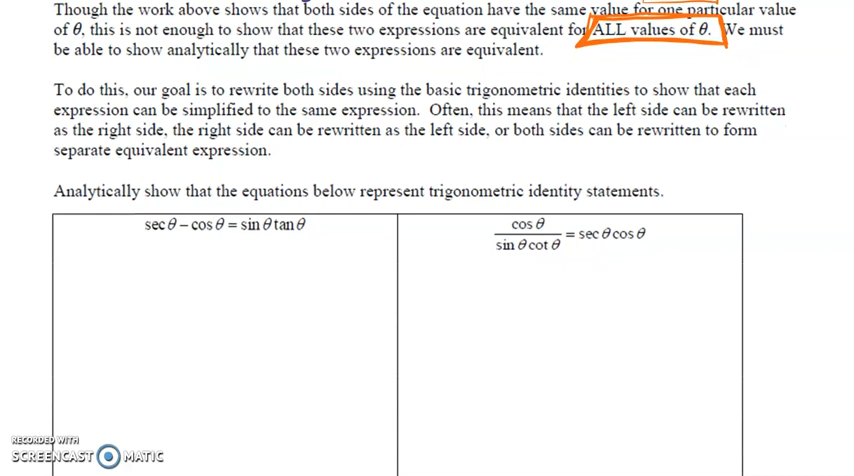 Though the work above shows that both sides of the equation have the same value for one particular value
of θ, this is not enough to show that these two expressions are equivalent for ALL values of θ. We must
be able to show analytically that these two expressions are equivalent.
To do this, our goal is to rewrite both sides using the basic trigonometric identities to show that each
expression can be simplified to the same expression. Often, this means that the left side can be rewritten
as the right side, the right side can be rewritten as the left side, or both sides can be rewritten to form
separate equivalent expression.
Analytically show that the equations below represent trigonometric identity statements.
sec θ – cos θ = sin θ tan θ
cos θ
sin θ cot θ
= sec θ cos θ
RECORDED WITH
SCREENCAST MATIC